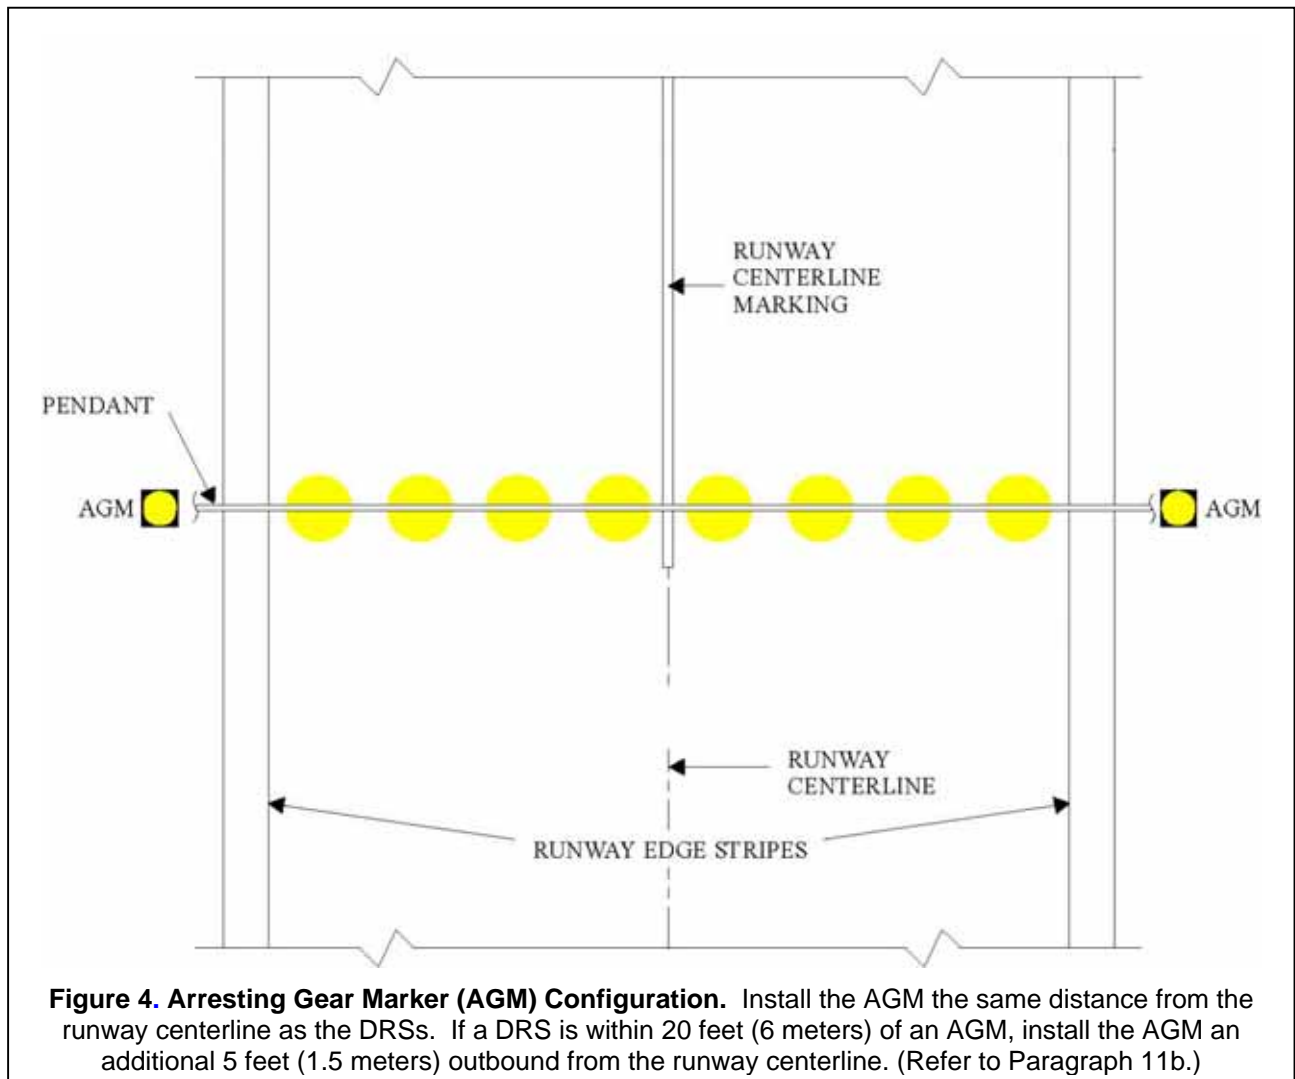 RUNWAY
CENTERLINE
MARKING
PENDANT
AGM
AGM
RUNWAY
CENTERLINE
RUNWAY EDGE STRIPES
Figure 4. Arresting Gear Marker (AGM) Configuration. Install the AGM the same distance from the
runway centerline as the DRSs. If a DRS is within 20 feet (6 meters) of an AGM, install the AGM an
additional 5 feet (1.5 meters) outbound from the runway centerline. (Refer to Paragraph 11b.)